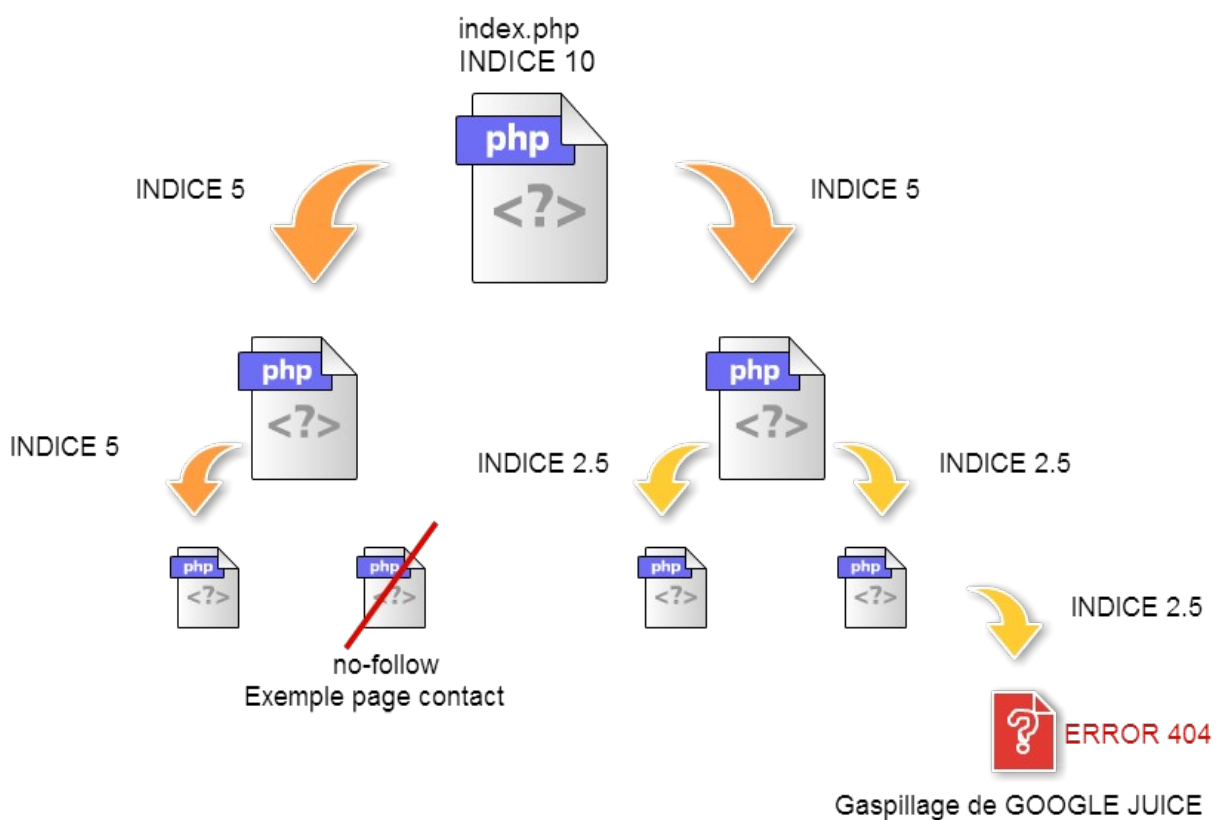 index.php
INDICE 10
php
<?>
INDICE 5
INDICE 5
php
<?>
php
<?>
INDICE 5
INDICE 2.5
INDICE 2.5
php
<?>
php
<?>
php
<?>
php
<?>
no-follow
Exemple page contact
INDICE 2.5
?
ERROR 404
Gaspillage de GOOGLE JUICE